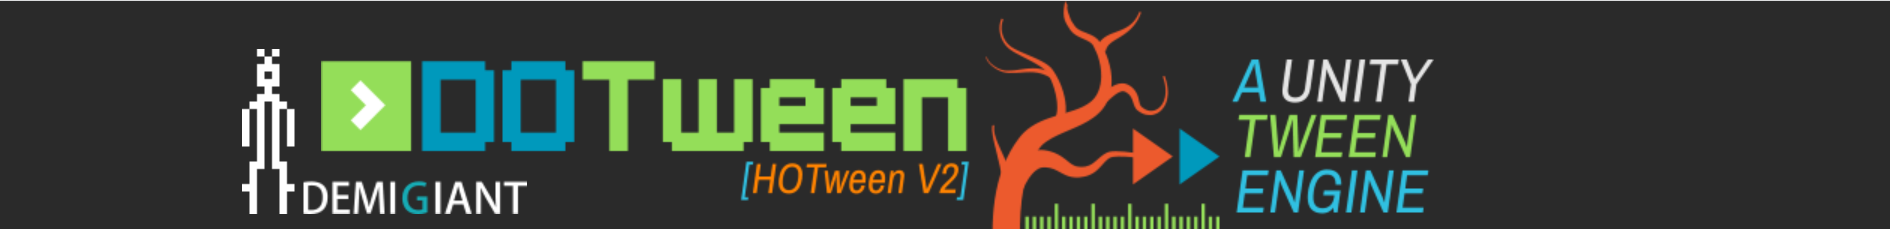 DOTween
[HOTween V2]
DEMIGIANT
A UNITY
TWEEN
ENGINE